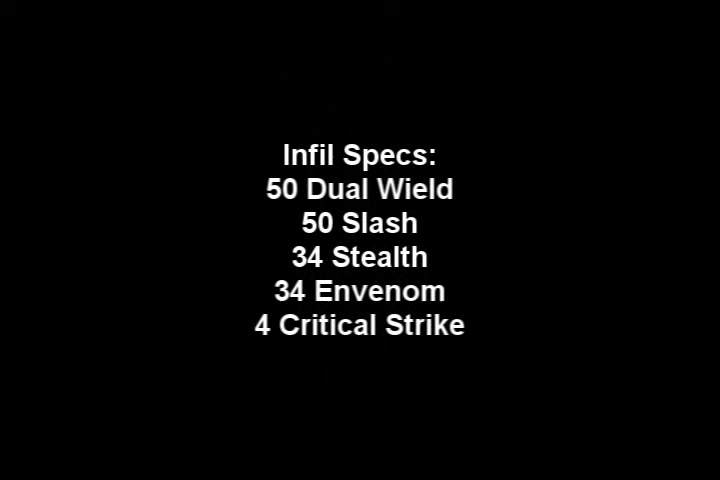 Infil Specs:
50 Dual Wield
50 Slash
34 Stealth
34 Envenom
4 Critical Strike